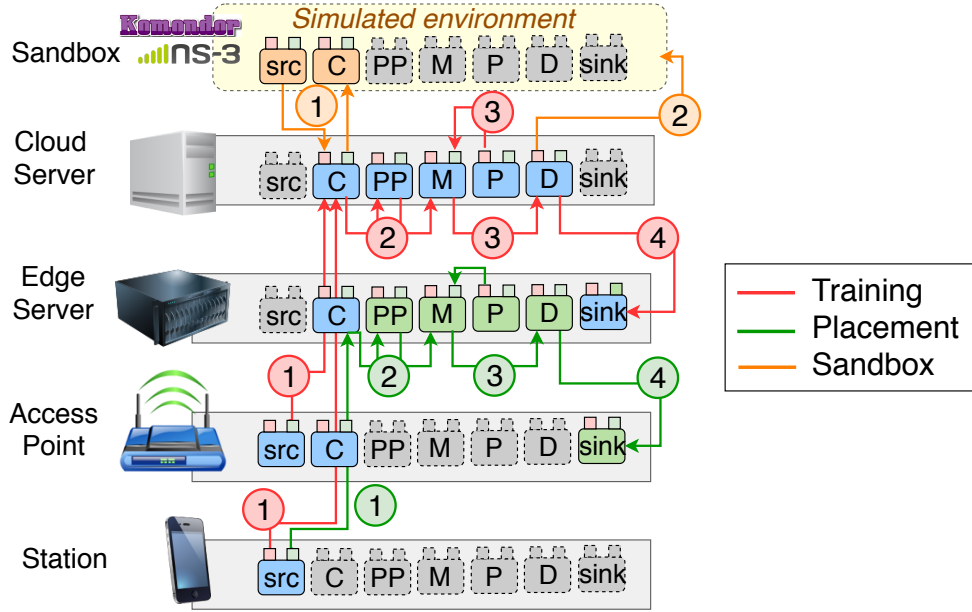 Komondor
Simulated environment
Sandbox
NS-3
src C PP M P D sink
1
2
3
Cloud
Server
src C PP M P D sink
2
3
4
Edge
Server
src C PP M P D sink
Training
Placement
Sandbox
1
2
3
4
Access
Point
src C PP M P D sink
1
1
Station
src C PP M P D sink